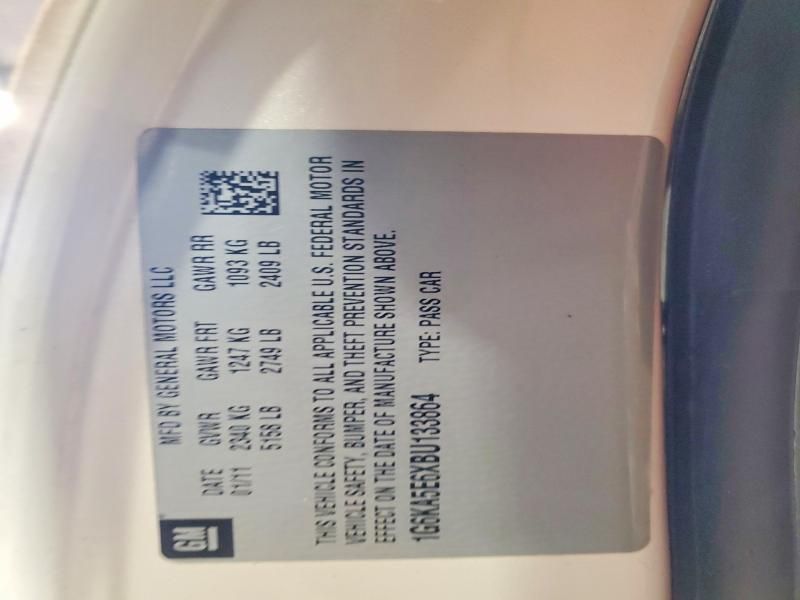 GM
MFD BY GENERAL MOTORS LLC
DATE GVWR GAWR FRT GAWR RR
01/11 2340 KG 1247 KG 1093 KG
5158 LB 2749 LB 2409 LB
THIS VEHICLE CONFORMS TO ALL APPLICABLE U.S. FEDERAL MOTOR
VEHICLE SAFETY, BUMPER, AND THEFT PREVENTION STANDARDS IN
EFFECT ON THE DATE OF MANUFACTURE SHOWN ABOVE.
1G6KA5E6XBU133864 TYPE: PASS CAR